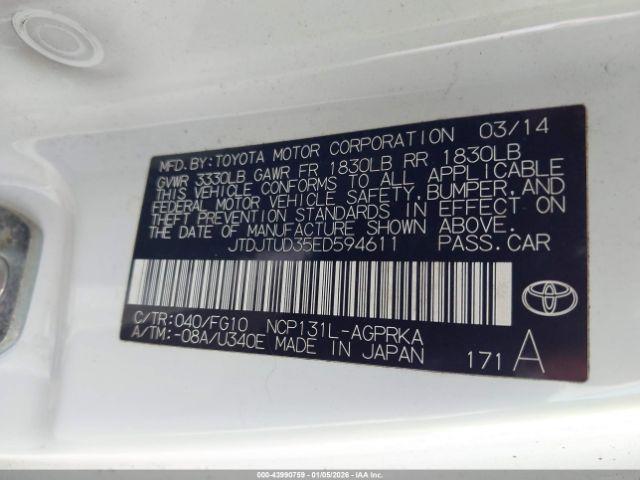 MFD.BY:TOYOTA MOTOR CORPORATION 03/14
GVWR 3330LB GAWR FR 1830LB RR 1830LB
THIS VEHICLE CONFORMS TO ALL APPLICABLE
FEDERAL MOTOR VEHICLE SAFETY, BUMPER, AND
THEFT PREVENTION STANDARDS IN EFFECT ON
THE DATE OF MANUFACTURE SHOWN ABOVE.
JTDJTUD35ED594611 PASS.CAR
C/TR:040/FG10 NCP131L-AGPRKA
A/TM:-08A/U340E MADE IN JAPAN 171 A
TOYOTA
000-43990759 | 01/05/2026 - IAAI.COM